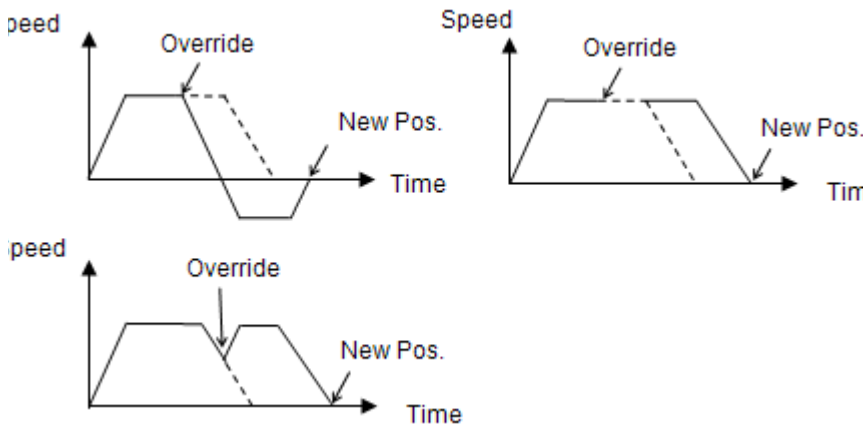 peed
Override
New Pos.
Time
Speed
Override
New Pos.
Tim
peed
Override
New Pos.
Time